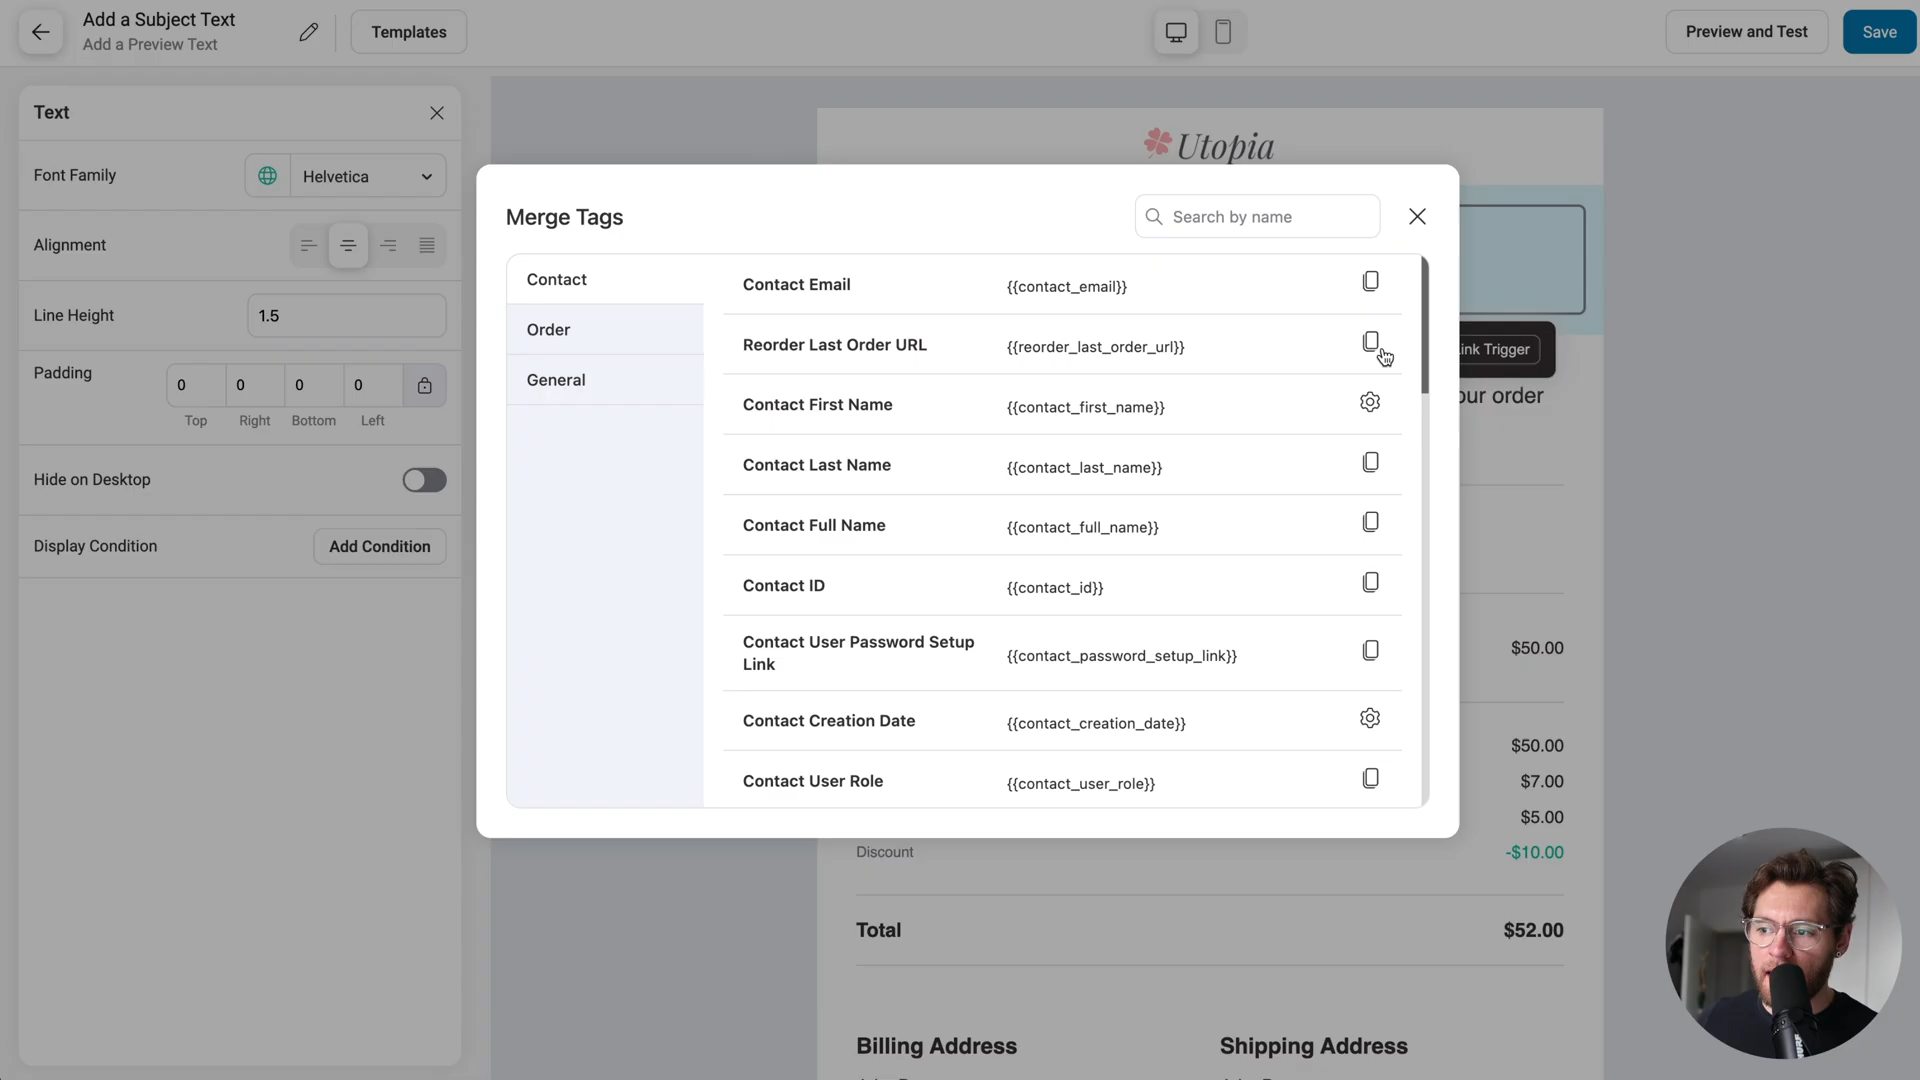 Add a Subject Text
Add a Preview Text
Templates
Preview and Test
Save
Text
Font Family
Helvetica
Alignment
Line Height
1.5
Padding
0
0
0
0
Top
Right
Bottom
Left
Hide on Desktop
Display Condition
Add Condition
Utopia
Merge Tags
Search by name
Contact
Order
General
Contact Email
{{contact_email}}
Reorder Last Order URL
{{reorder_last_order_url}}
Contact First Name
{{contact_first_name}}
Contact Last Name
{{contact_last_name}}
Contact Full Name
{{contact_full_name}}
Contact ID
{{contact_id}}
Contact User Password Setup
Link
{{contact_password_setup_link}}
Contact Creation Date
{{contact_creation_date}}
Contact User Role
{{contact_user_role}}
ink Trigger
our order
$50.00
$50.00
$7.00
$5.00
Discount
-$10.00
Total
$52.00
Billing Address
Shipping Address